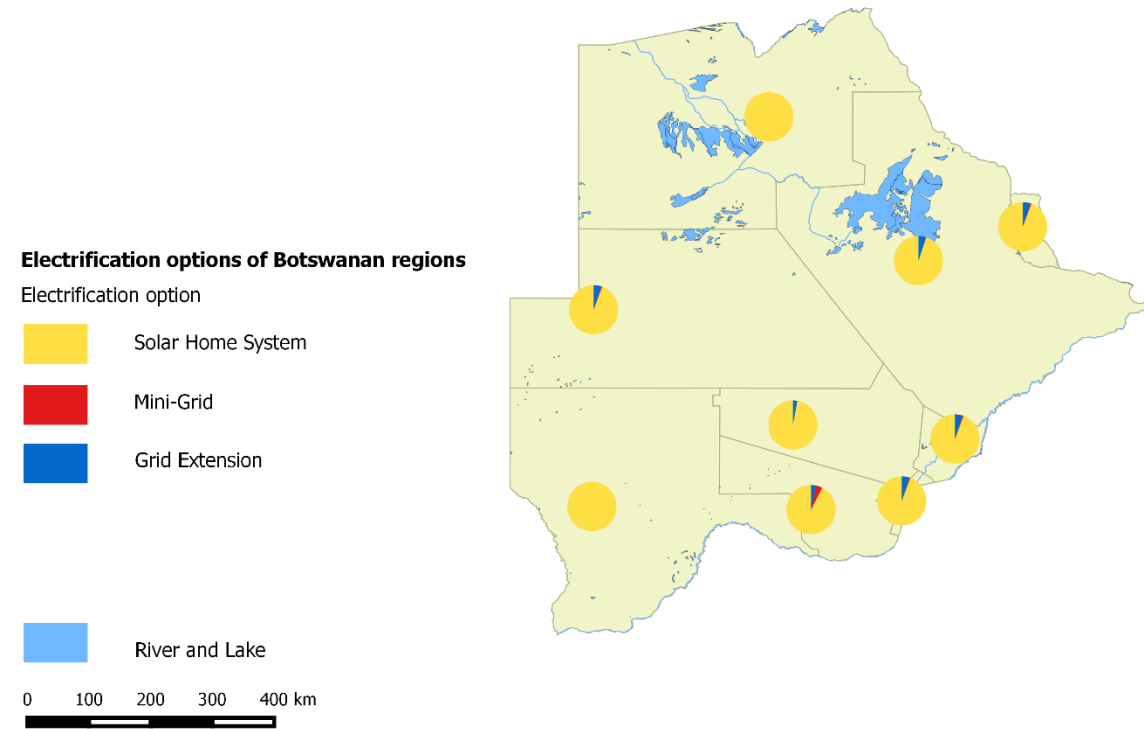 Electrification options of Botswanan regions
Electrification option
Solar Home System
Mini-Grid
Grid Extension
River and Lake
0 100 200 300 400 km